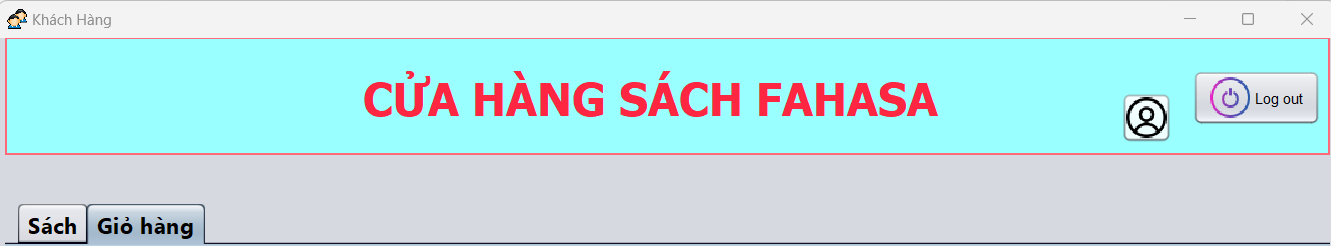 Khách Hàng
CỬA HÀNG SÁCH FAHASA
Log out
Sách
Giỏ hàng